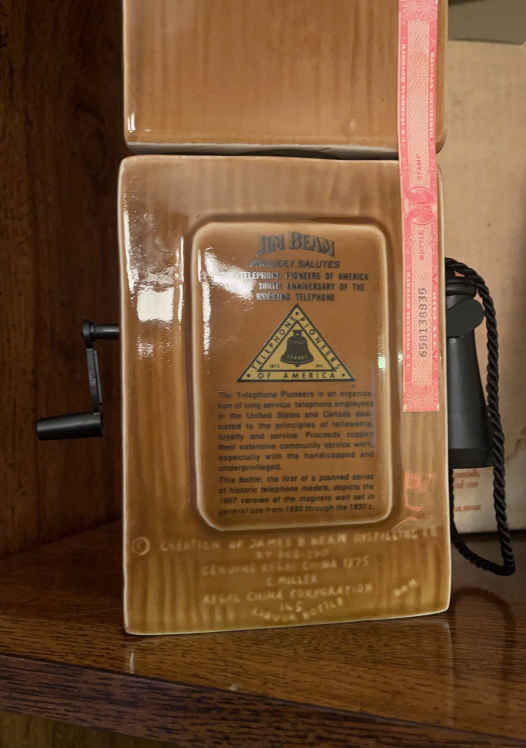 JIM BEAM
PROUDLY SALUTES
TELEPHONE PIONEERS OF AMERICA
100TH ANNIVERSARY OF THE
TELEPHONE
TELEPHONE PIONEERS
OF AMERICA
The Telephone Pioneers is an organiza-
tion of long service telephone employees
in the United States and Canada dedi-
cated to the principles of fellowship,
loyalty and service Proceeds support
their extensive community service work,
especially with the handicapped and
underprivileged.
This bottle, the first of a planned series
of historic telephone models, depicts the
1907 version of the magneto wall set in
general use from 1890 through the 1930's.
© CREATION OF JAMES B BEAM DISTILLING CO.
GENUINE REGAL CHINA 1975
C. MILLER
REGAL CHINA CORPORATION
LIQUOR BOTTLE
STAMP
BOTTLE
658138835